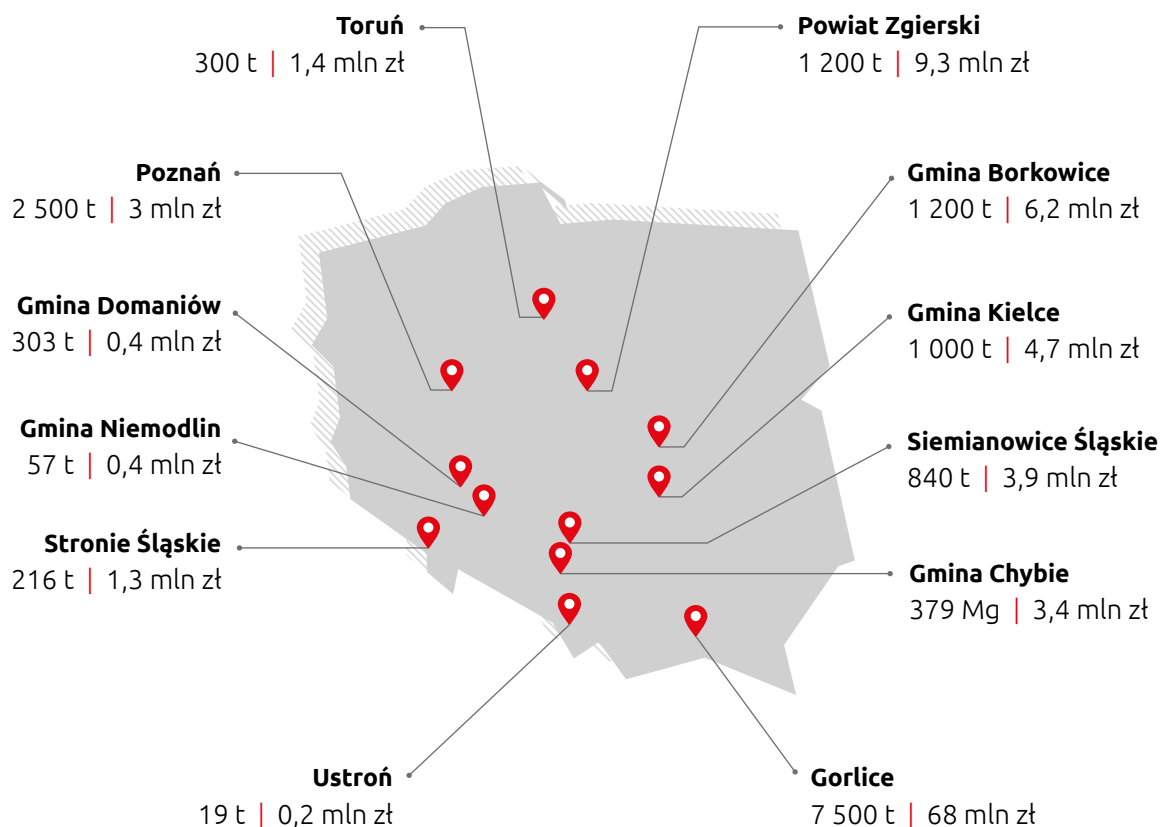 Toruń
300 t | 1,4 mln zł
Powiat Zgierski
1 200 t | 9,3 mln zł
Poznań
2 500 t | 3 mln zł
Gmina Borkowice
1 200 t | 6,2 mln zł
Gmina Domaniów
303 t | 0,4 mln zł
Gmina Kielce
1 000 t | 4,7 mln zł
Gmina Niemodlin
57 t | 0,4 mln zł
Siemianowice Śląskie
840 t | 3,9 mln zł
Stronie Śląskie
216 t | 1,3 mln zł
Gmina Chybie
379 Mg | 3,4 mln zł
Ustroń
19 t | 0,2 mln zł
Gorlice
7 500 t | 68 mln zł